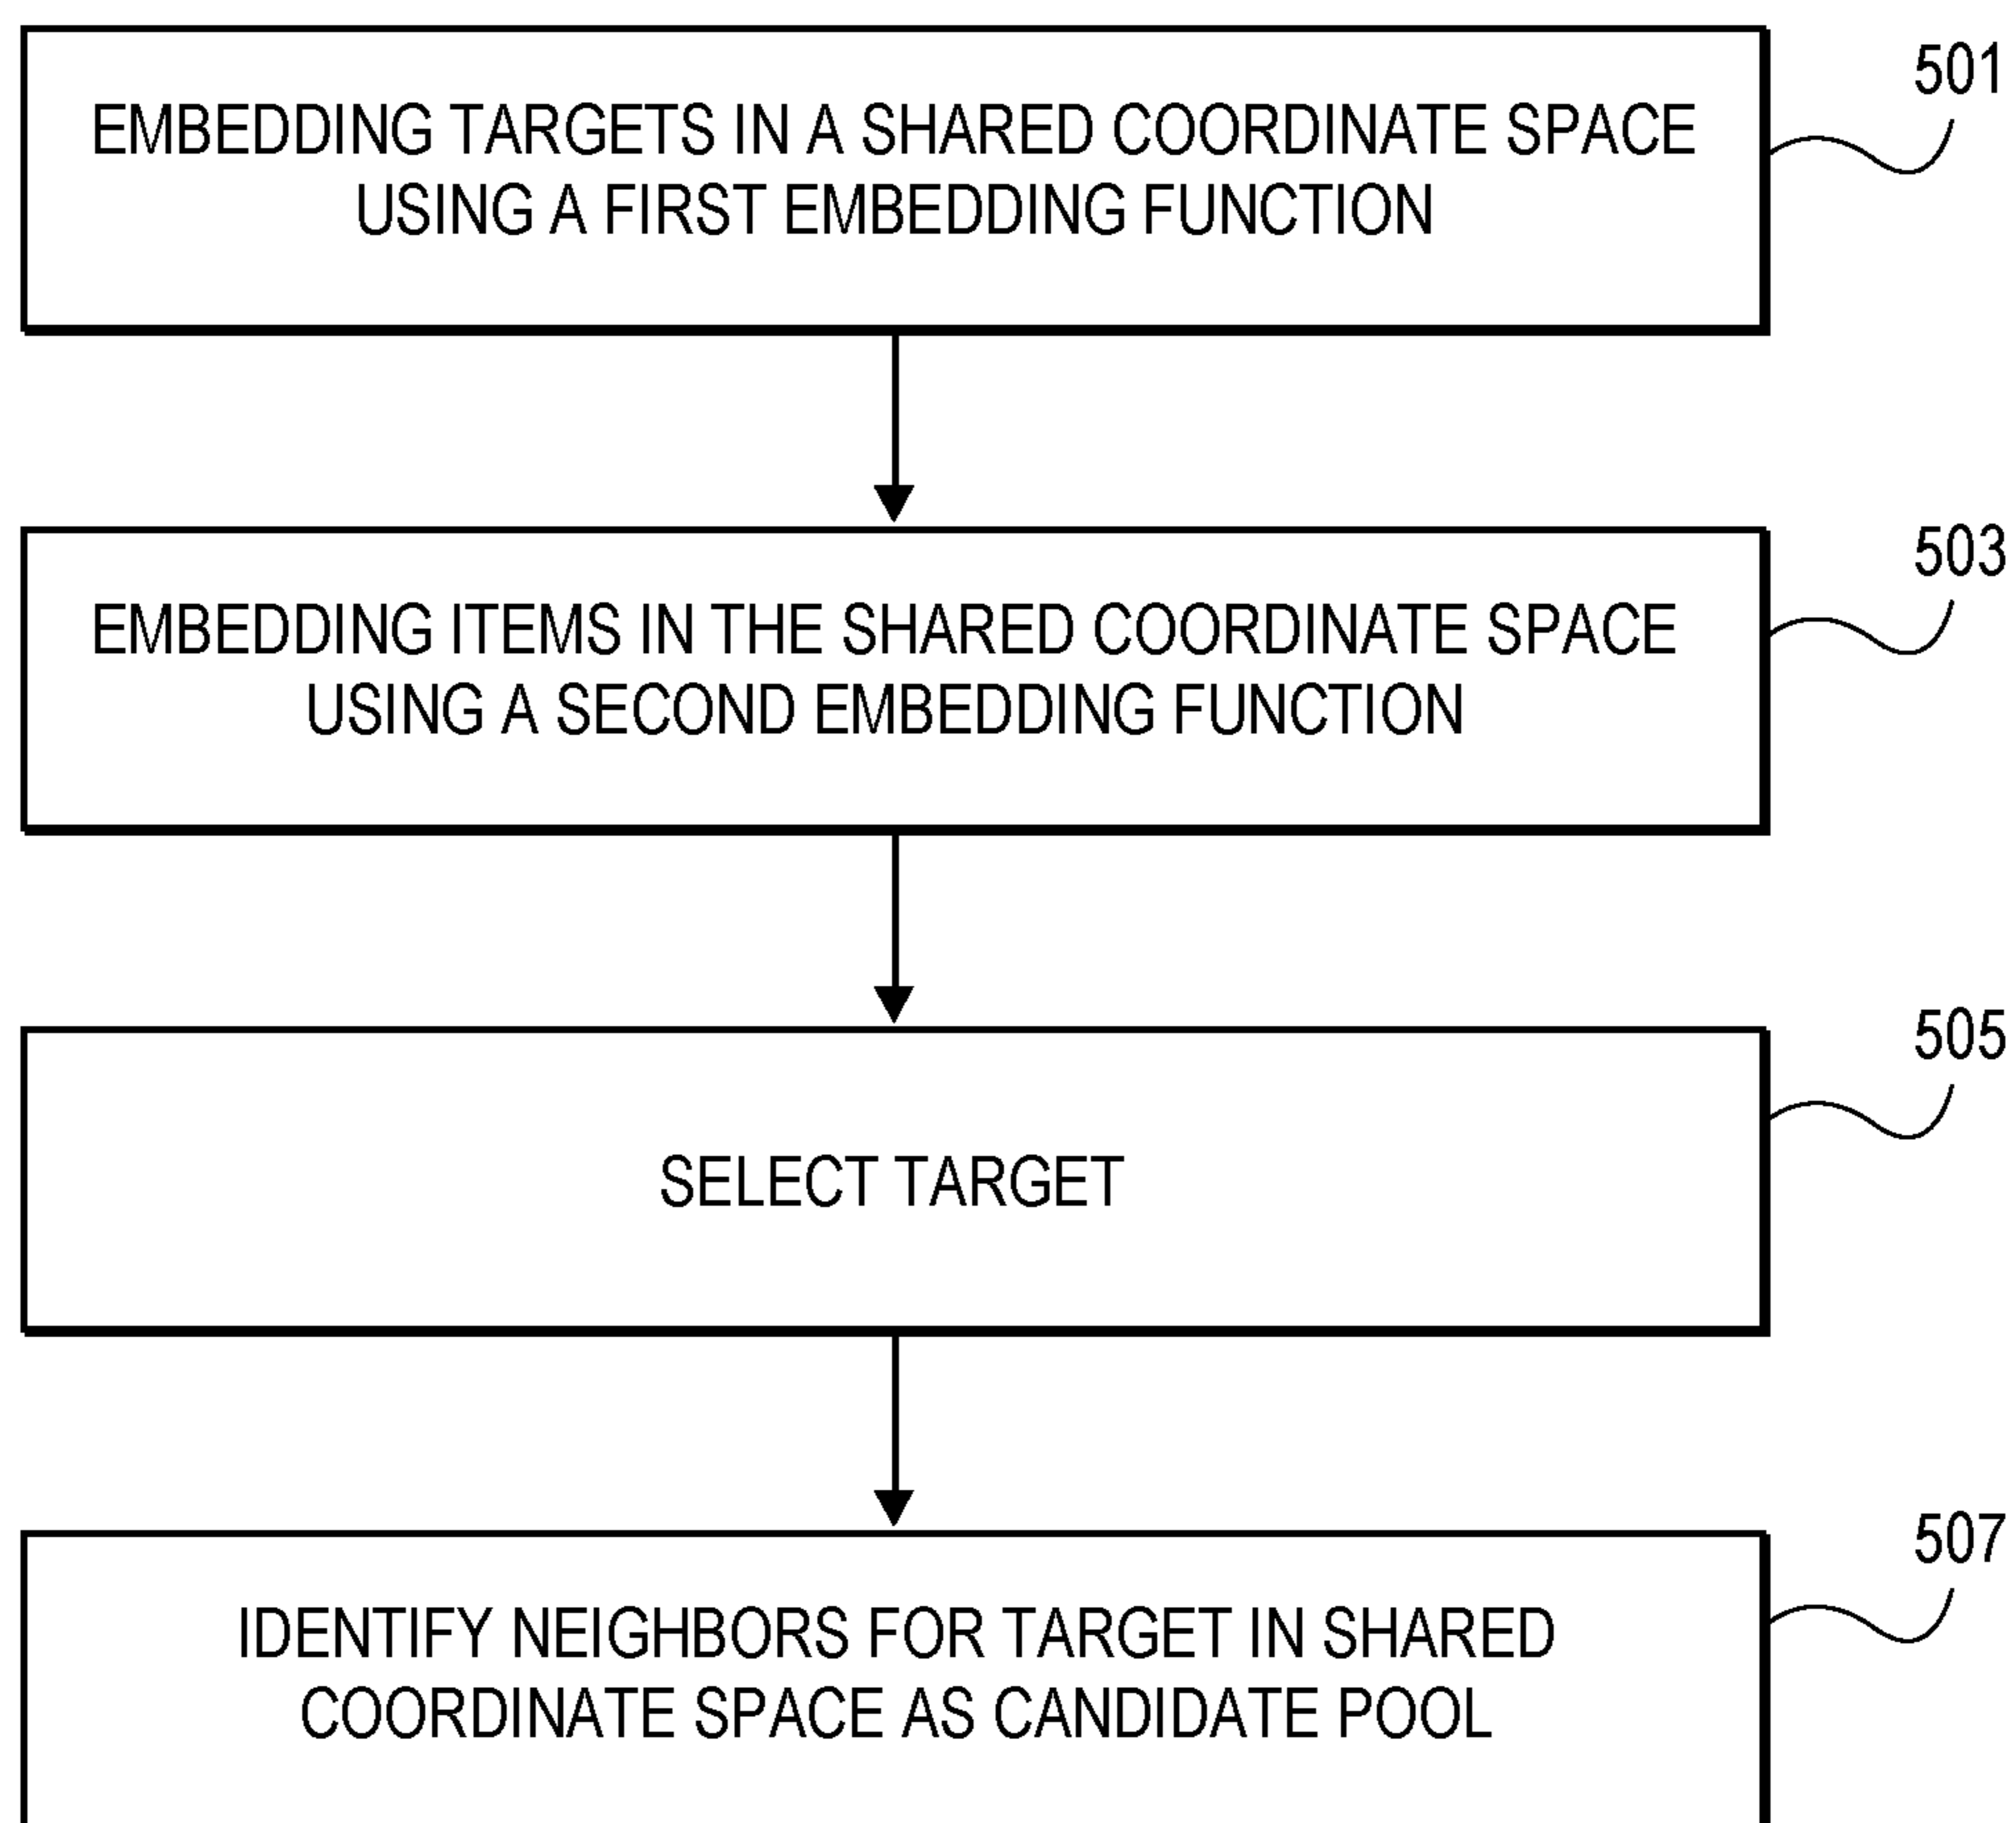 501
EMBEDDING TARGETS IN A SHARED COORDINATE SPACE
USING A FIRST EMBEDDING FUNCTION
503
EMBEDDING ITEMS IN THE SHARED COORDINATE SPACE
USING A SECOND EMBEDDING FUNCTION
505
SELECT TARGET
507
IDENTIFY NEIGHBORS FOR TARGET IN SHARED
COORDINATE SPACE AS CANDIDATE POOL